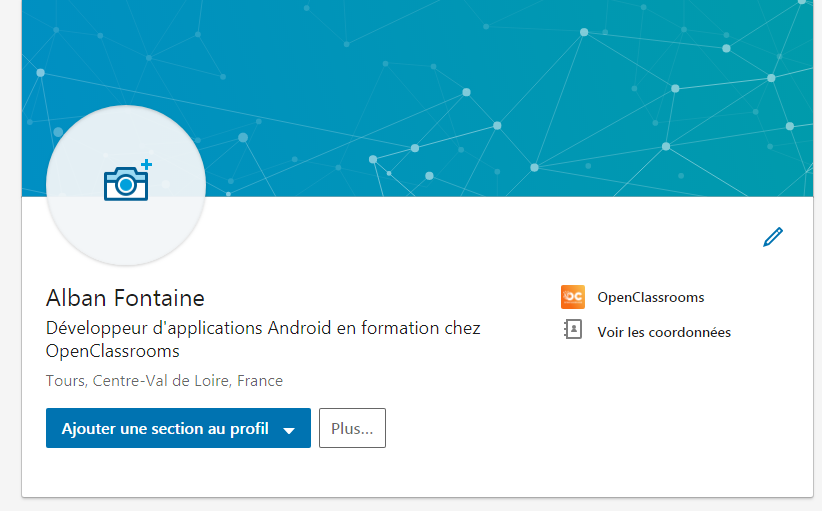 Alban Fontaine
Développeur d'applications Android en formation chez
OpenClassrooms
Tours, Centre-Val de Loire, France
Ajouter une section au profil
Plus...
OC
OpenClassrooms
Voir les coordonnées